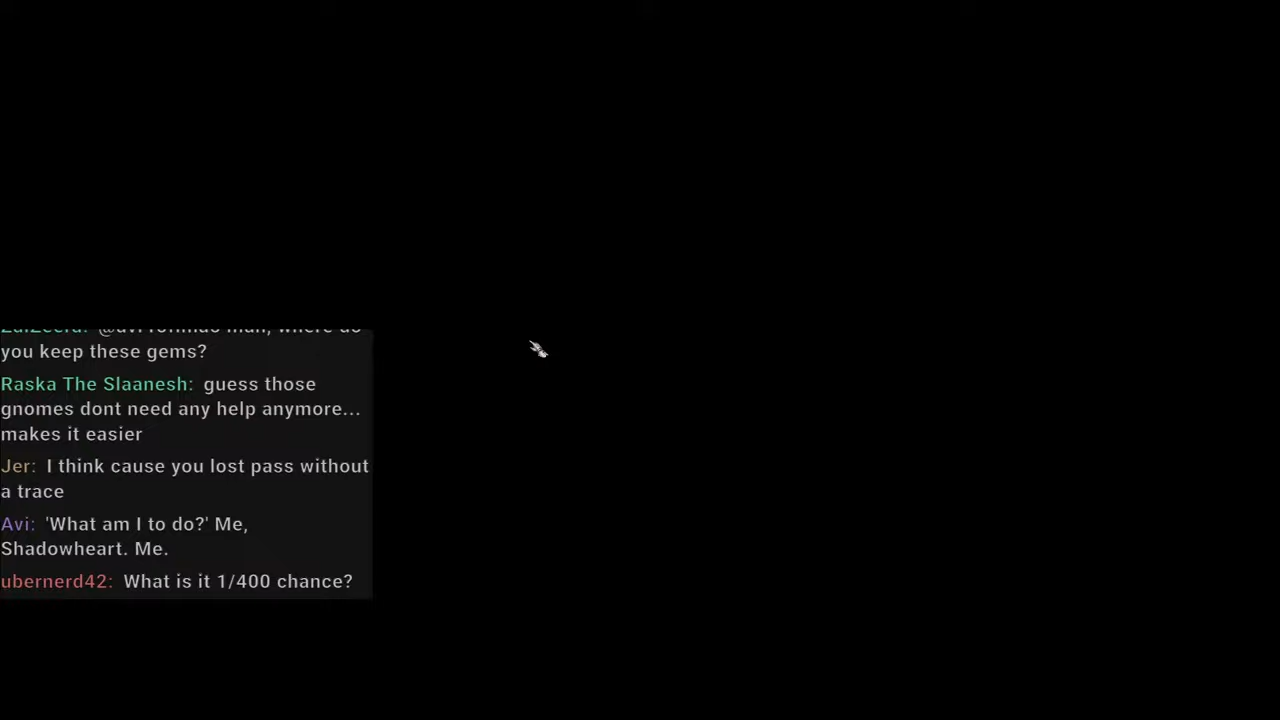 you keep these gems?
Raska The Slaanesh: guess those
gnomes dont need any help anymore...
makes it easier
Jer: I think cause you lost pass without
a trace
Avi: 'What am I to do?' Me,
Shadowheart. Me.
ubernerd42: What is it 1/400 chance?